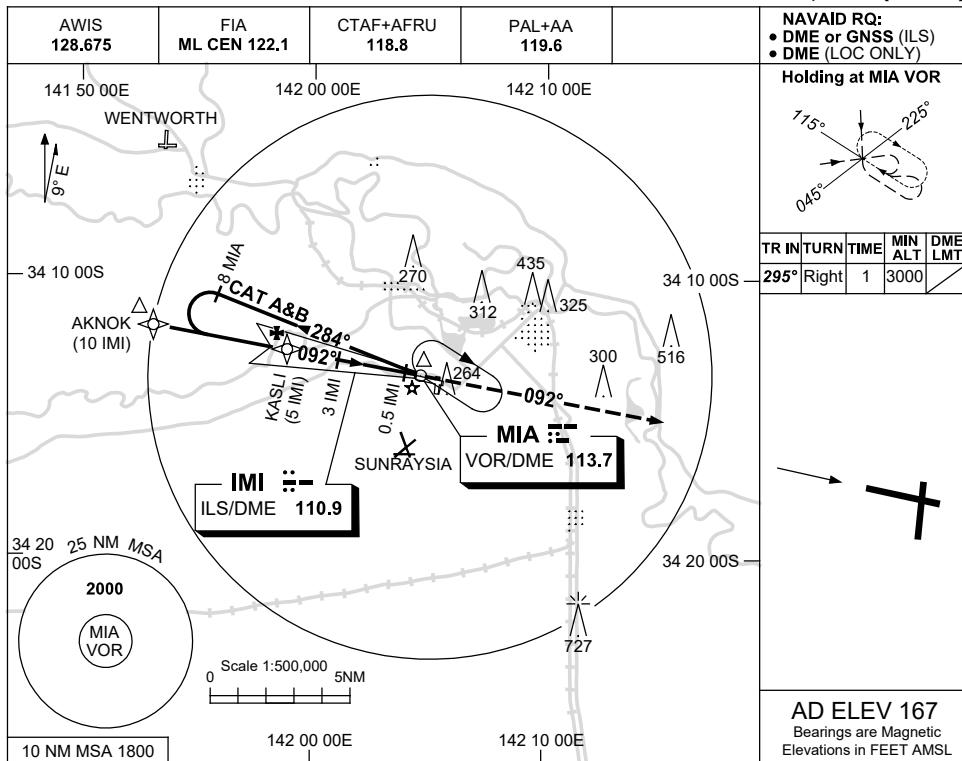 AWIS
128.675
FIA
ML CEN 122.1
CTAF+AFRU
118.8
PAL+AA
119.6
NAVAID RQ:
• DME or GNSS (ILS)
• DME (LOC ONLY)
141 50 00E
142 00 00E
142 10 00E
Holding at MIA VOR
115°
225°
045°
TR IN TURN TIME MIN ALT DME LMT
295° Right 1 3000
WENTWORTH
9° E
34 10 00S
34 10 00S
8 MIA
CAT A&B
284°
270
435
312
325
516
300
264
AKNOK
(10 IMI)
092°
KASLI
(5 IMI)
3 IMI
0.5 IMI
092°
SUNRAYSIA
MIA
VOR/DME 113.7
IMI
ILS/DME 110.9
34 20
00S
25 NM MSA
2000
MIA
VOR
34 20 00S
727
Scale 1:500,000
0 5NM
10 NM MSA 1800
142 00 00E
142 10 00E
AD ELEV 167
Bearings are Magnetic
Elevations in FEET AMSL